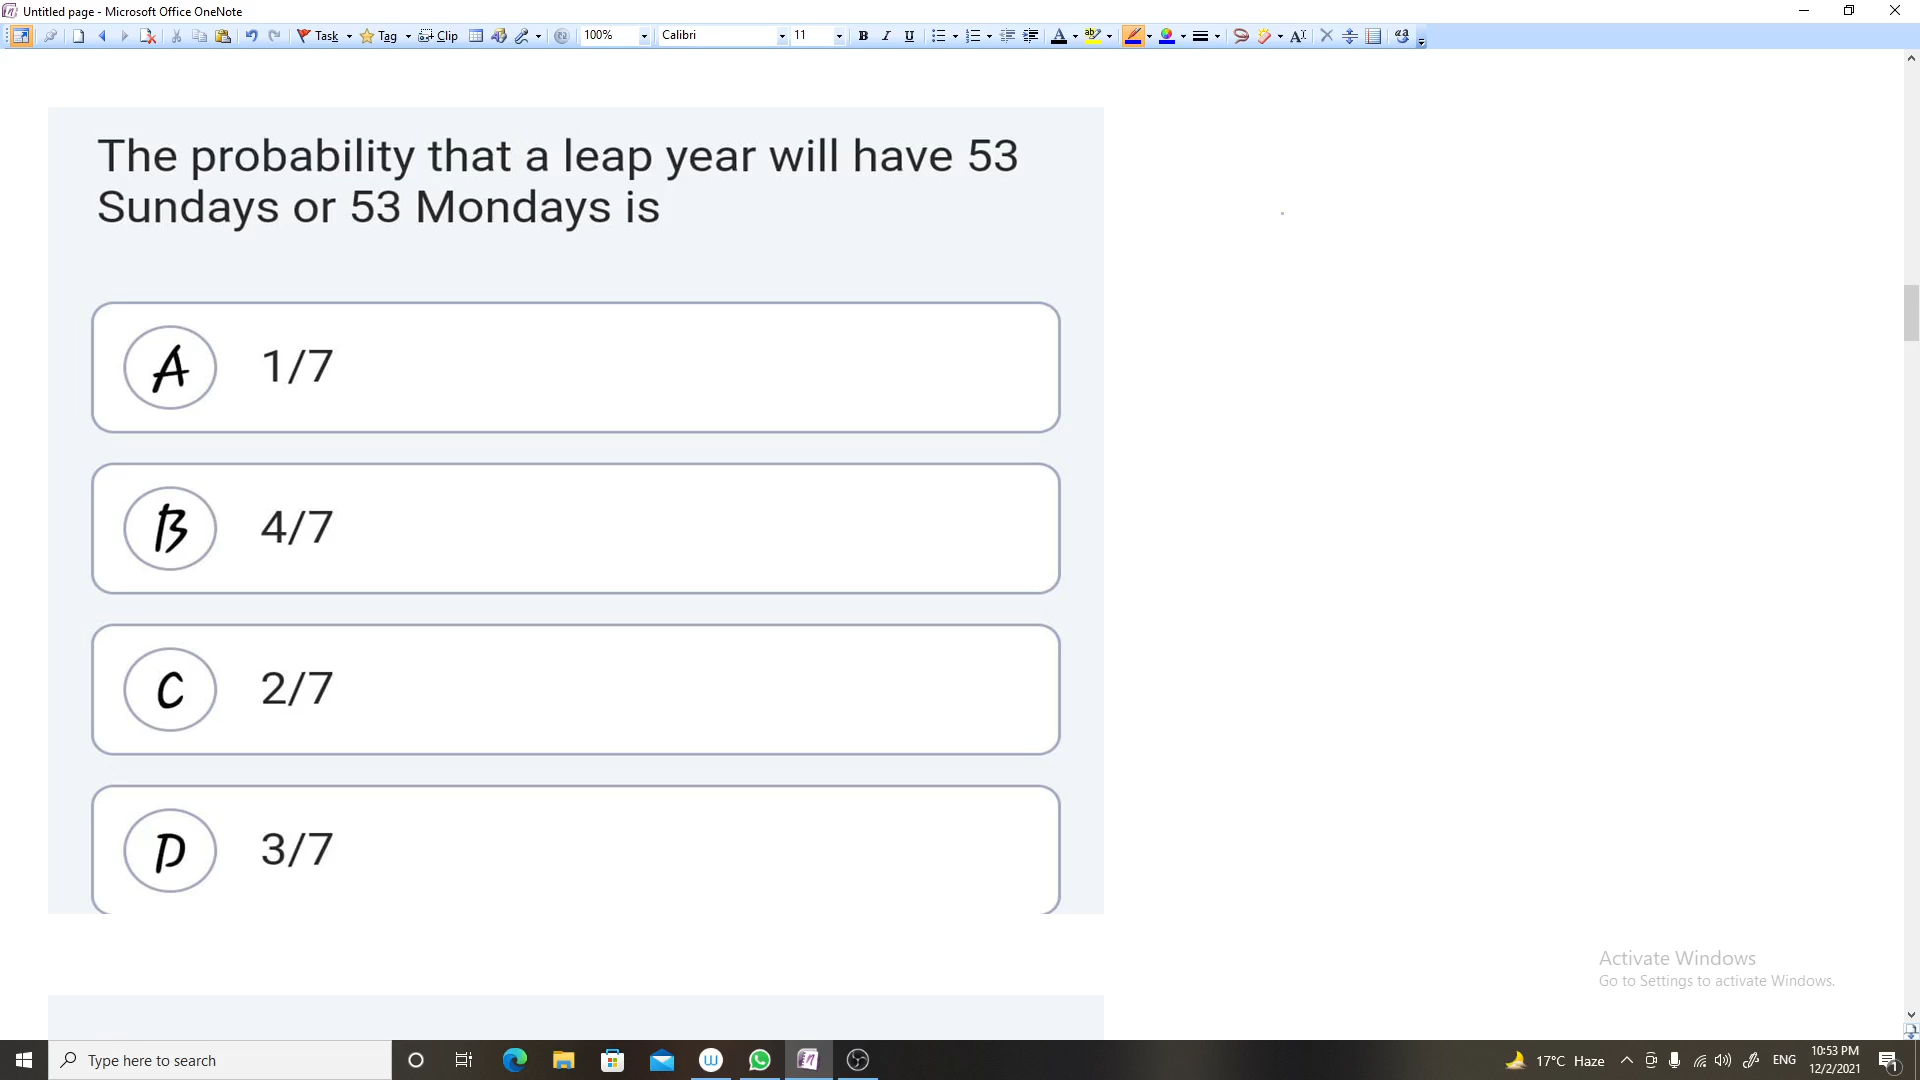 Untitled page - Microsoft Office OneNote
Task Tag Clip 100% Calibri 11 B I U
The probability that a leap year will have 53
Sundays or 53 Mondays is
A 1/7
B 4/7
C 2/7
D 3/7
Activate Windows
Go to Settings to activate Windows.
Type here to search
17°C Haze
ENG
10:53 PM
12/2/2021
1